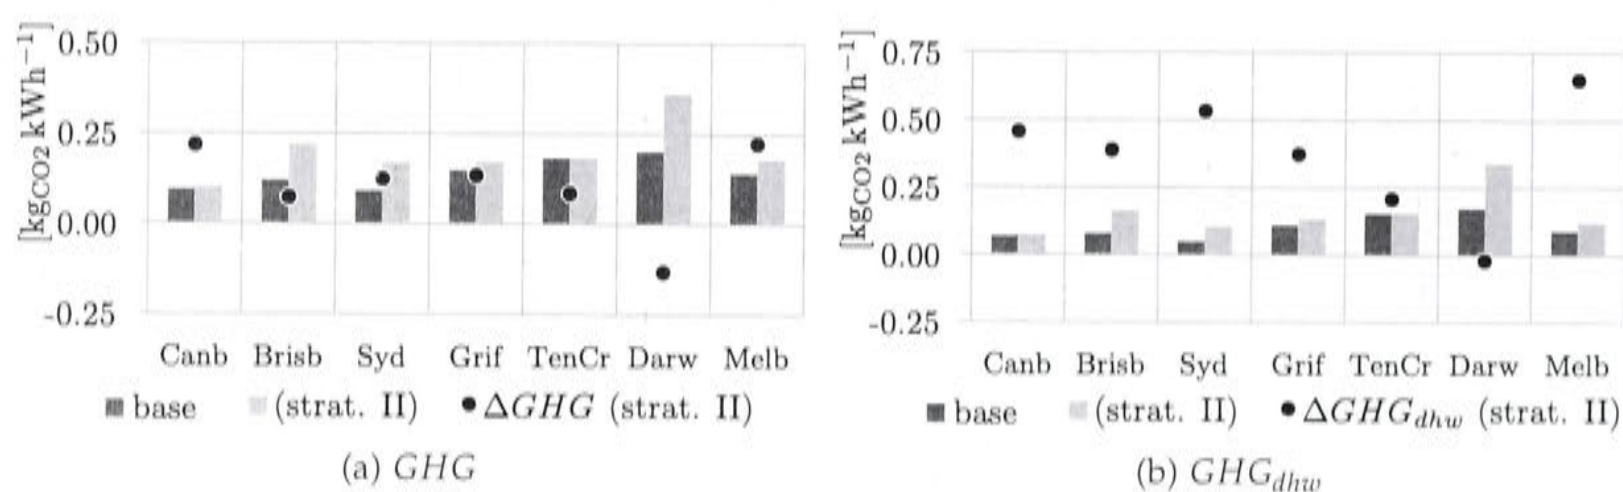 [kgCO2 kWh−1]
0.50
0.25
0.00
-0.25
Canb Brisb Syd Grif TenCr Darw Melb
base (strat. II) ΔGHG (strat. II)
(a) GHG
[kgCO2 kWh−1]
0.75
0.50
0.25
0.00
-0.25
Canb Brisb Syd Grif TenCr Darw Melb
base (strat. II) ΔGHGdhw (strat. II)
(b) GHGdhw